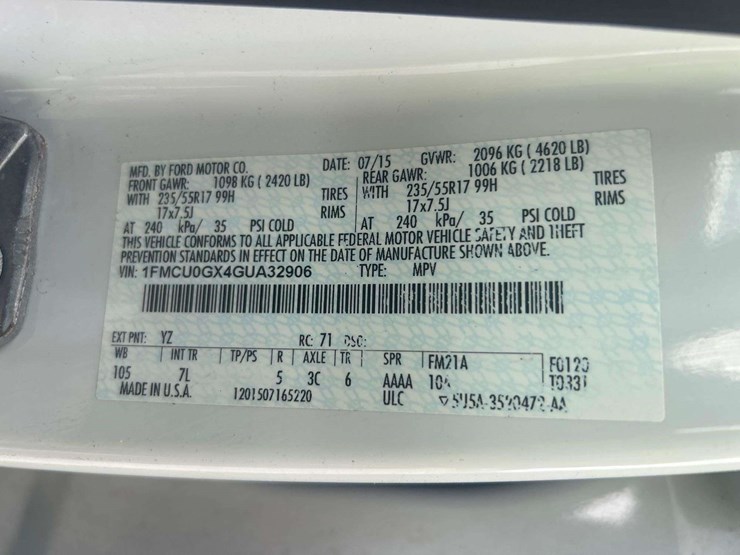 MFD. BY FORD MOTOR CO. DATE: 07/15 GVWR: 2096 KG ( 4620 LB)
FRONT GAWR: 1098 KG ( 2420 LB) REAR GAWR: 1006 KG ( 2218 LB)
WITH 235/55R17 99H TIRES WITH 235/55R17 99H TIRES
17x7.5J RIMS 17x7.5J RIMS
AT 240 kPa/ 35 PSI COLD AT 240 kPa/ 35 PSI COLD
THIS VEHICLE CONFORMS TO ALL APPLICABLE FEDERAL MOTOR VEHICLE SAFETY AND THEFT
PREVENTION STANDARDS IN EFFECT ON THE DATE OF MANUFACTURE SHOWN ABOVE.
VIN: 1FMCU0GX4GUA32906 TYPE: MPV
EXT PNT: YZ RC: 71 DSO:
WB INT TR TP/PS R AXLE TR SPR FM21A
105 7L 5 3C 6 AAAA
MADE IN U.S.A. 1201507165220 ULC